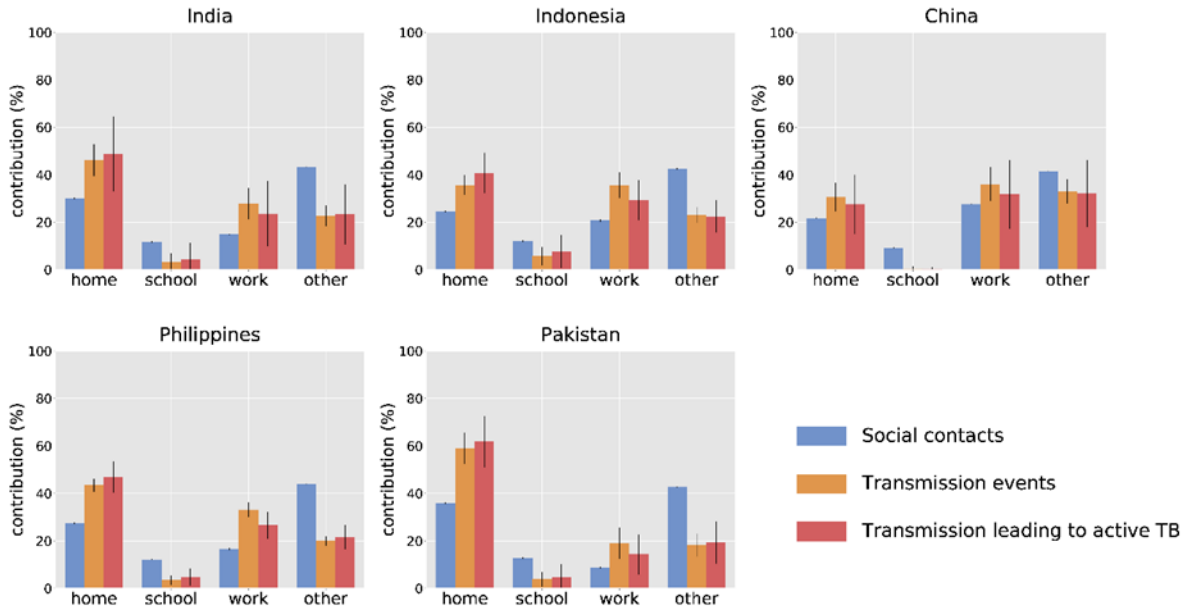 India
contribution (%)
100
80
60
40
20
0
home school work other
Indonesia
contribution (%)
100
80
60
40
20
0
home school work other
China
contribution (%)
100
80
60
40
20
0
home school work other
Philippines
contribution (%)
100
80
60
40
20
0
home school work other
Pakistan
contribution (%)
100
80
60
40
20
0
home school work other
Social contacts
Transmission events
Transmission leading to active TB